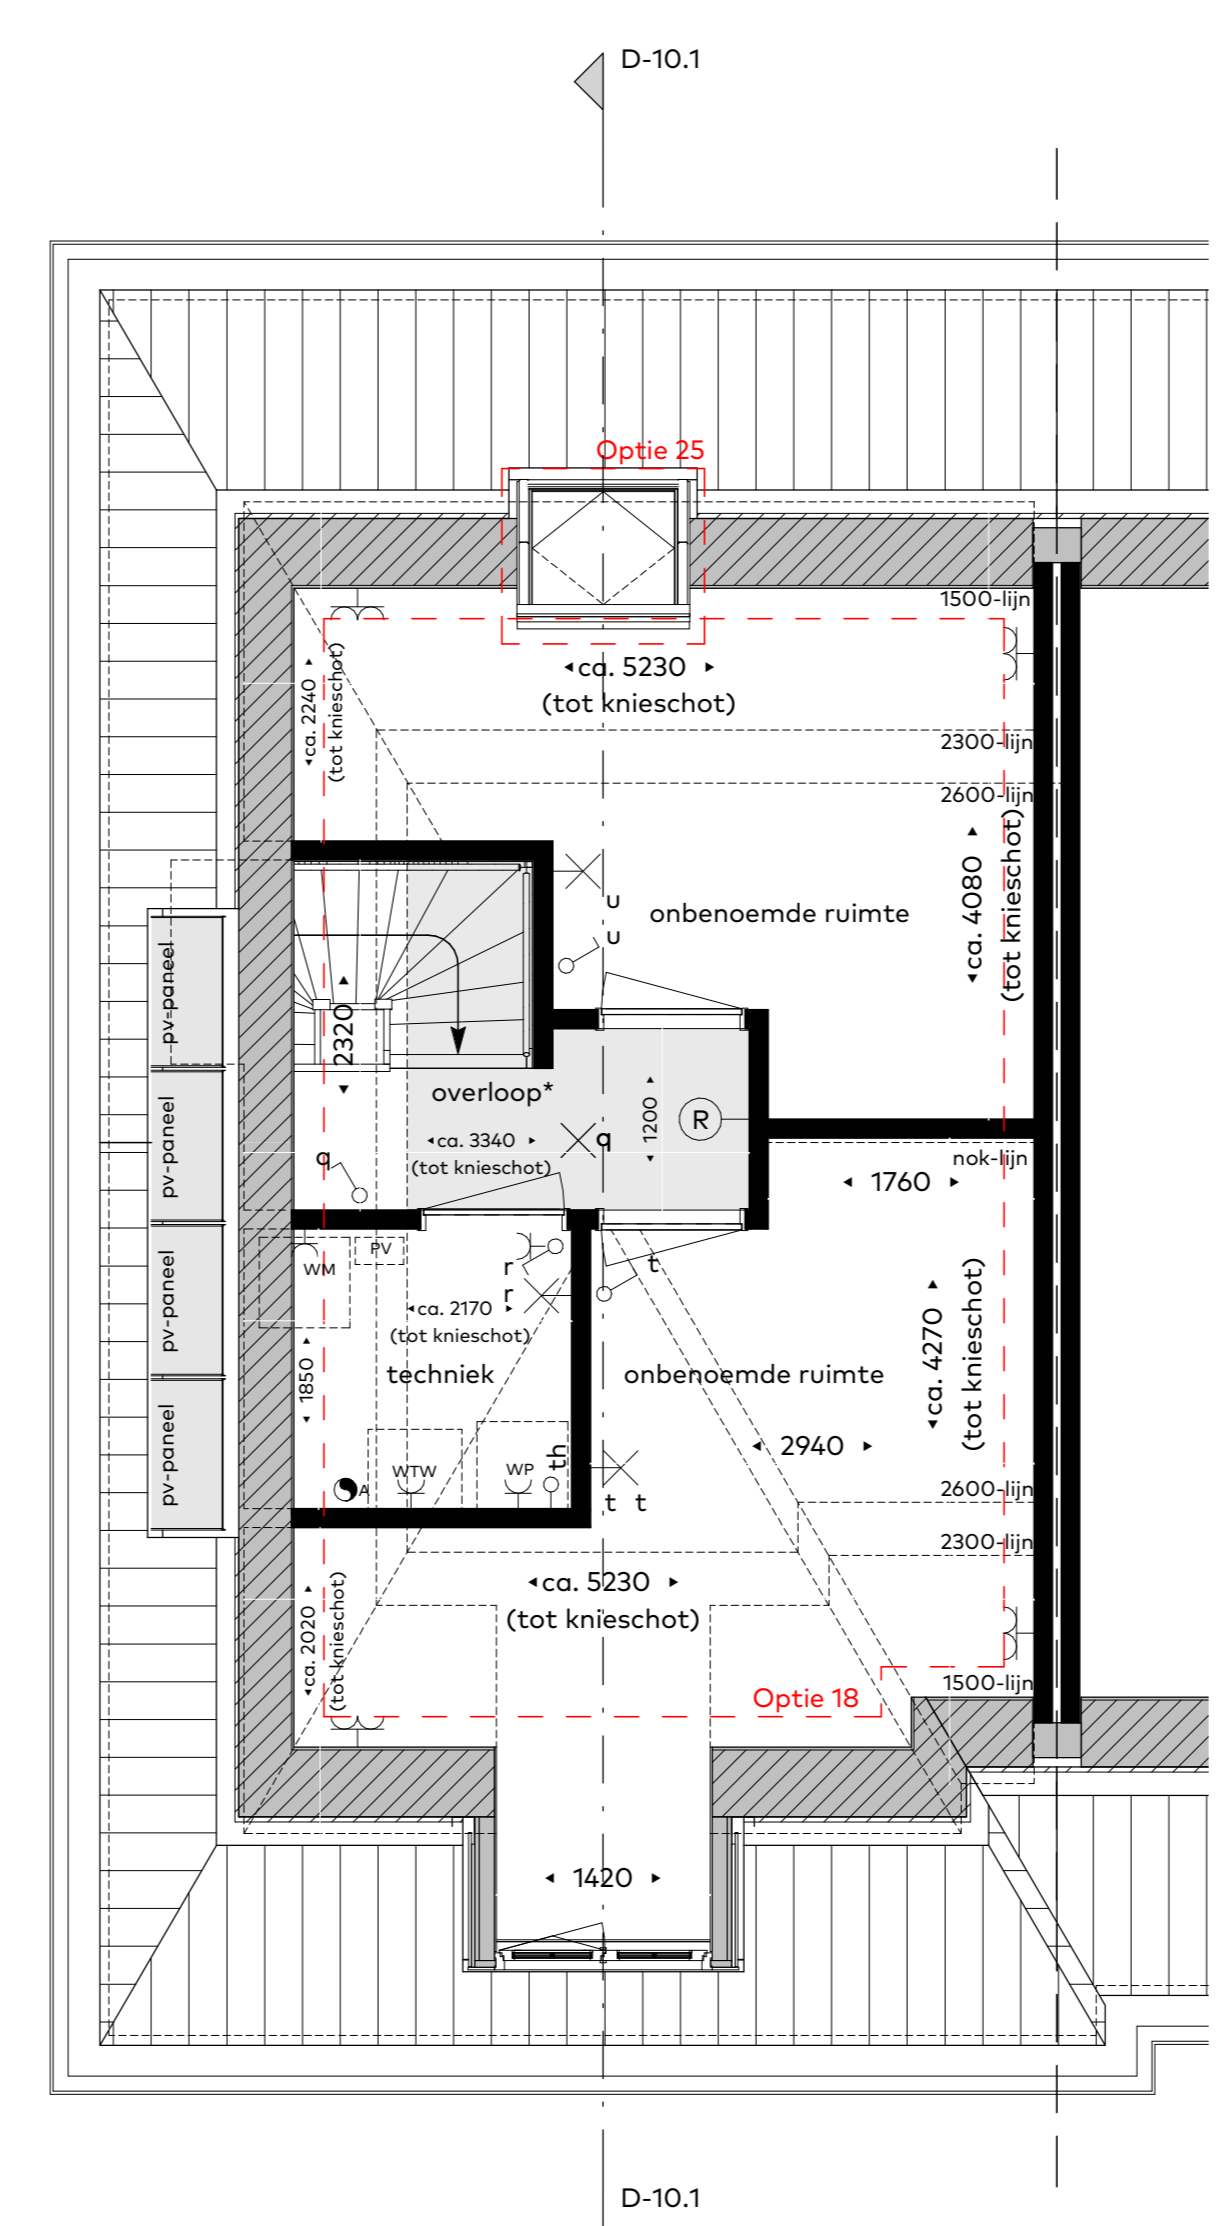 D-10.1
Optie 25
1500-lijn
ca. 5230
(tot knieschot)
ca. 2240
(tot knieschot)
2300-lijn
2600-lijn
ca. 4080
(tot knieschot)
u
u
onbenoemde ruimte
pv-paneel
pv-paneel
pv-paneel
pv-paneel
2320
overloop*
ca. 3340
(tot knieschot)
q
q
1200
R
nok-lijn
1760
WM
PV
r
r
t
ca. 2170
(tot knieschot)
1850
techniek
onbenoemde ruimte
ca. 4270
(tot knieschot)
2940
WTW
WP
th
A
t t
2600-lijn
2300-lijn
ca. 5230
(tot knieschot)
ca. 2020
(tot knieschot)
1500-lijn
Optie 18
1420
D-10.1